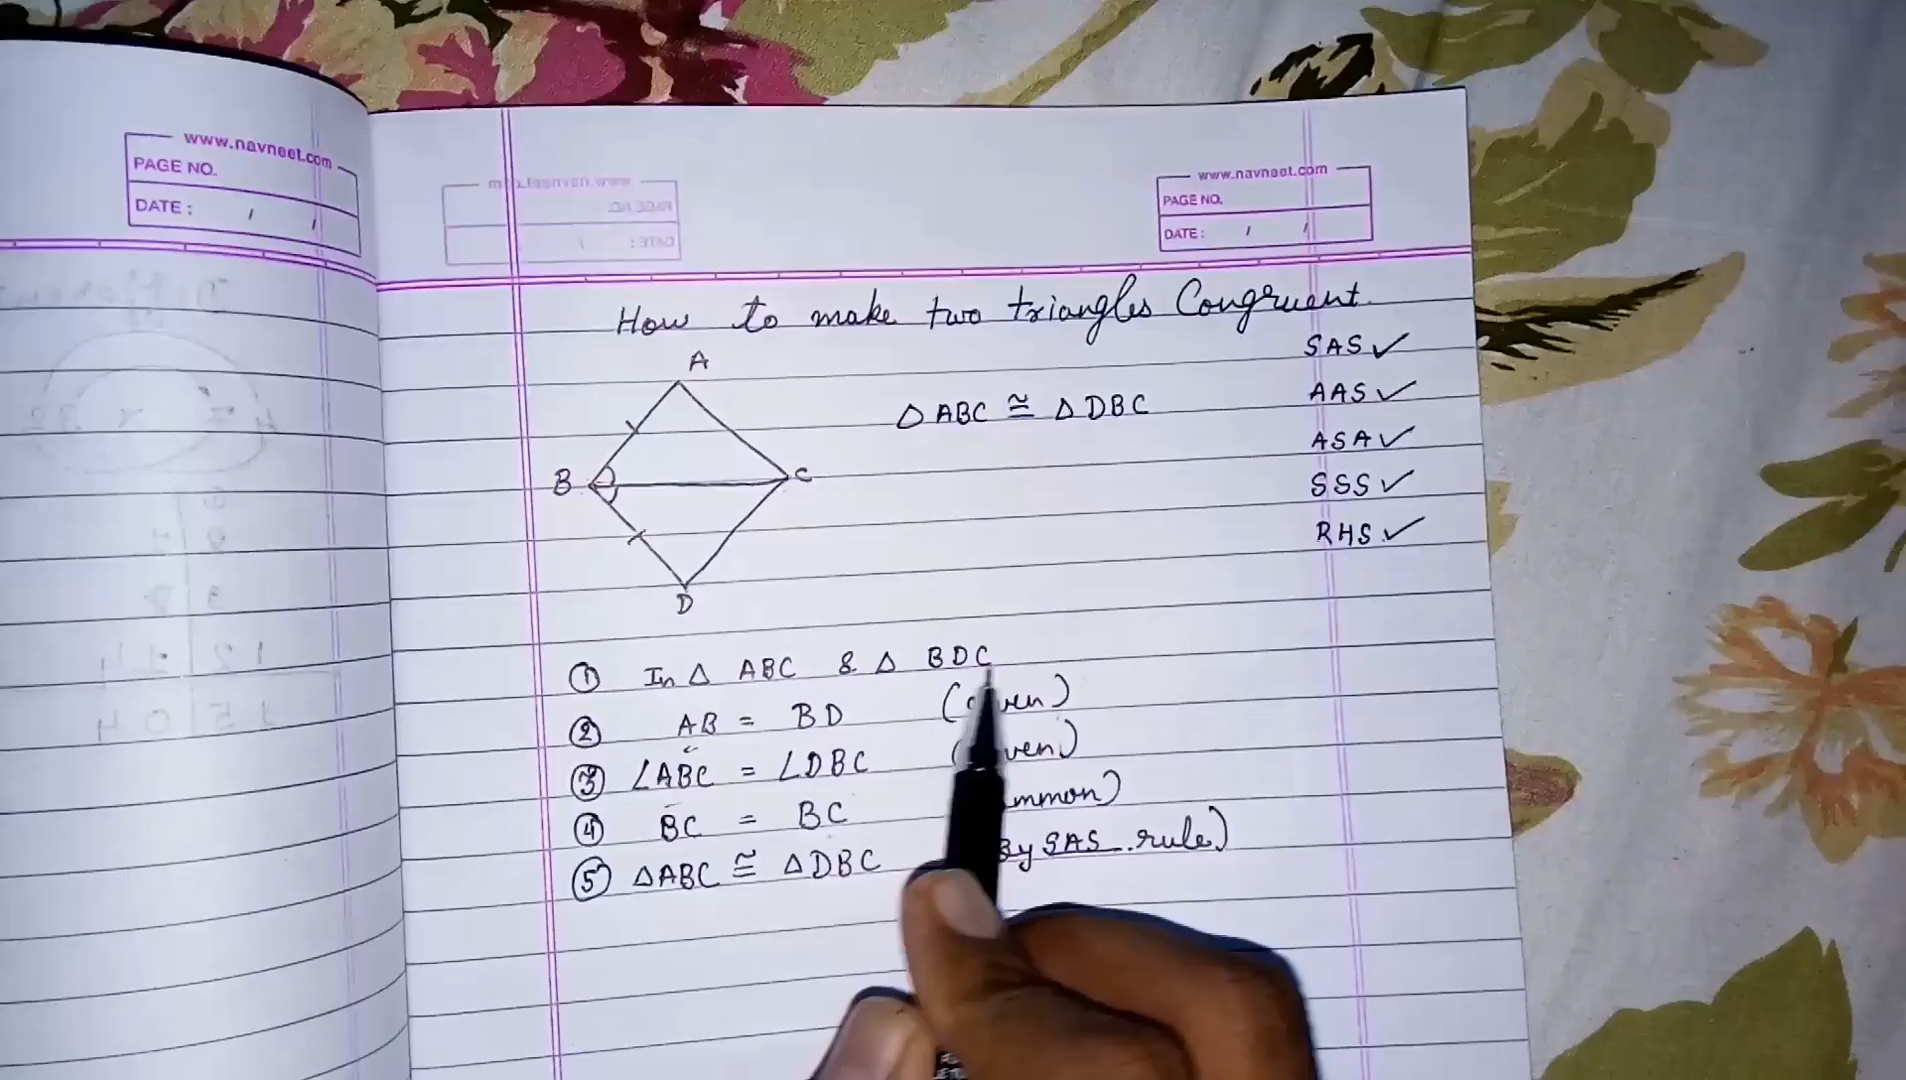 www.navneet.com
PAGE NO.
DATE : / /
www.navneet.com
PAGE NO.
DATE : / /
How to make two triangles Congruent.
SAS ✓
AAS ✓
ASA ✓
SSS ✓
RHS ✓
A
B
C
D
△ ABC ≅ △ DBC
① In △ ABC & △ BDC
② AB = BD
③ ∠ABC = ∠DBC
④ BC = BC
⑤ △ABC ≅ △DBC By SAS rule)